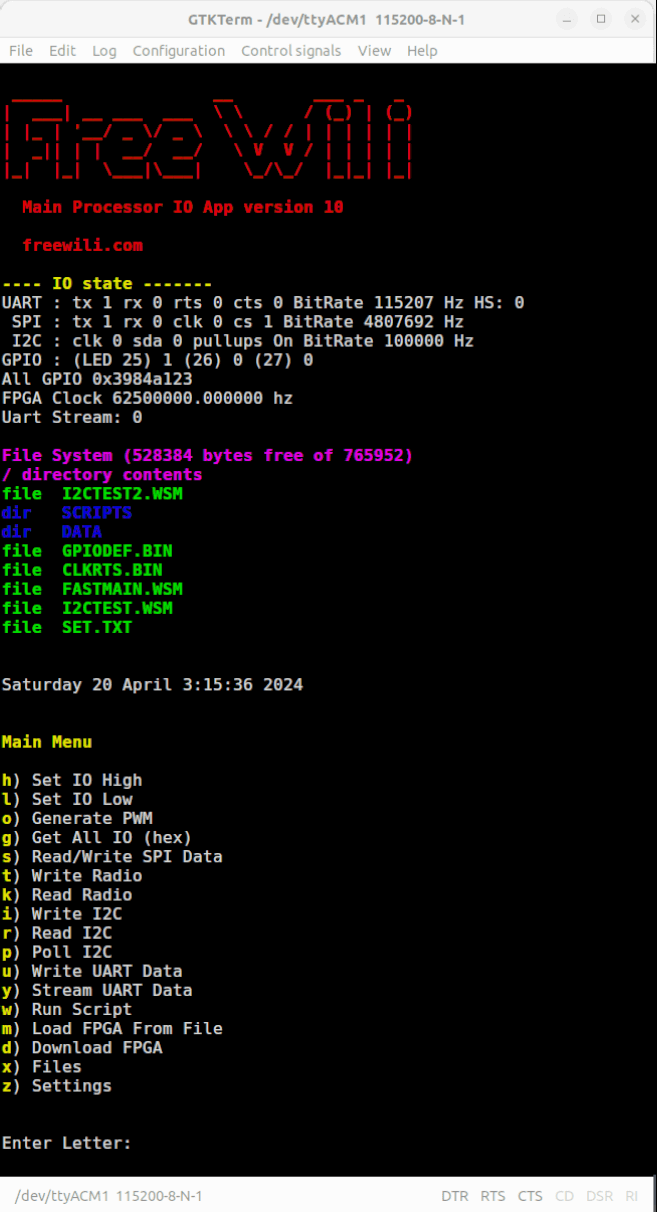 GTKTerm - /dev/ttyACM1 115200-8-N-1
File Edit Log Configuration Control signals View Help
Free Wili
Main Processor IO App version 10
freewili.com
---- IO state -------
UART : tx 1 rx 0 rts 0 cts 0 BitRate 115207 Hz HS: 0
SPI : tx 1 rx 0 clk 0 cs 1 BitRate 4807692 Hz
I2C : clk 0 sda 0 pullups On BitRate 100000 Hz
GPIO : (LED 25) 1 (26) 0 (27) 0
All GPIO 0x3984a123
FPGA Clock 62500000.000000 hz
Uart Stream: 0
File System (528384 bytes free of 765952)
/ directory contents
file I2CTEST2.WSM
dir SCRIPTS
dir DATA
file GPIODEF.BIN
file CLKRTS.BIN
file FASTMAIN.WSM
file I2CTEST.WSM
file SET.TXT
Saturday 20 April 3:15:36 2024
Main Menu
h) Set IO High
l) Set IO Low
o) Generate PWM
g) Get All IO (hex)
s) Read/Write SPI Data
t) Write Radio
k) Read Radio
i) Write I2C
r) Read I2C
p) Poll I2C
u) Write UART Data
y) Stream UART Data
w) Run Script
m) Load FPGA From File
d) Download FPGA
x) Files
z) Settings
Enter Letter:
/dev/ttyACM1 115200-8-N-1 DTR RTS CTS CD DSR RI